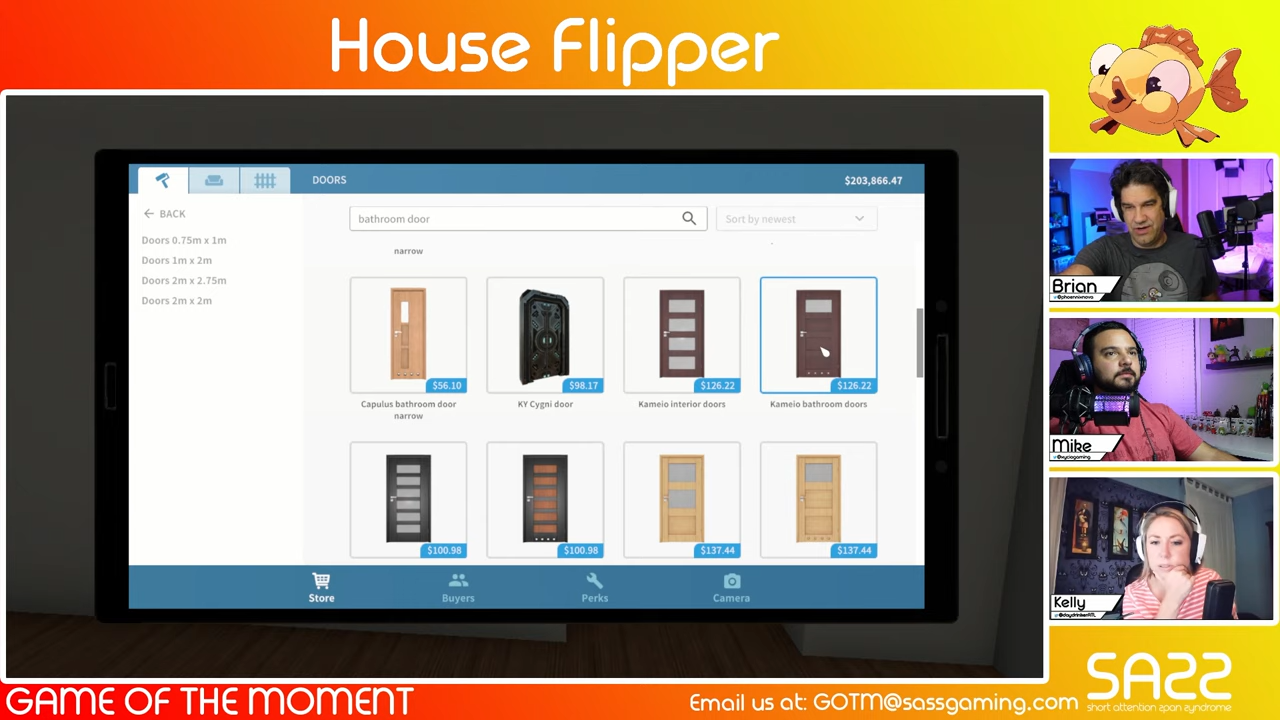 House Flipper
DOORS
$203,866.47
BACK
bathroom door
Sort by newest
Doors 0.75m x 1m
Doors 1m x 2m
Doors 2m x 2.75m
Doors 2m x 2m
narrow
$56.10
$98.17
$126.22
$126.22
Capulus bathroom door
narrow
KY Cygni door
Kameio interior doors
Kameio bathroom doors
$100.98
$100.98
$137.44
$137.44
Store
Buyers
Perks
Camera
Brian
@phoennixnova
Mike
@xyciagaming
Kelly
@daydrinkerATL
GAME OF THE MOMENT
Email us at: GOTM@sassgaming.com
SASS
short attention span syndrome